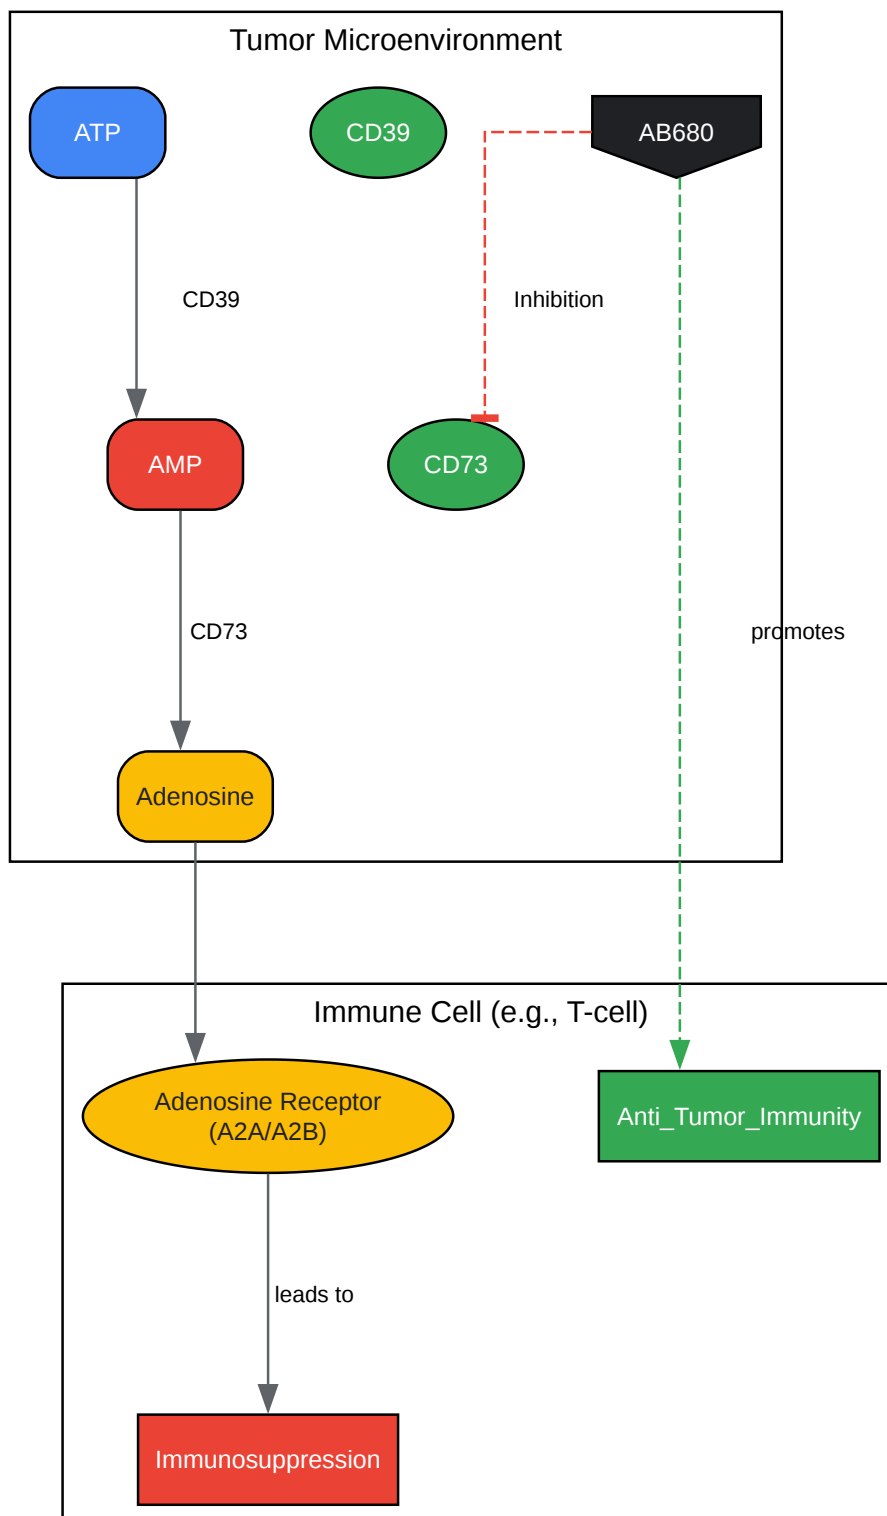 Tumor Microenvironment
ATP
CD39
AB680
CD39
Inhibition
AMP
CD73
CD73
promotes
Adenosine
Immune Cell (e.g., T-cell)
Adenosine Receptor
(A2A/A2B)
Anti_Tumor_Immunity
leads to
Immunosuppression